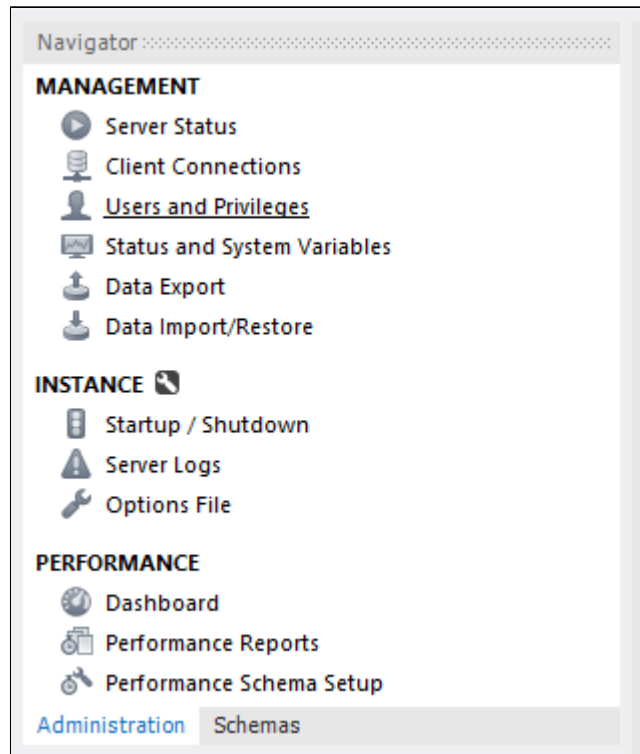 Navigator
MANAGEMENT
Server Status
Client Connections
Users and Privileges
Status and System Variables
Data Export
Data Import/Restore
INSTANCE
Startup / Shutdown
Server Logs
Options File
PERFORMANCE
Dashboard
Performance Reports
Performance Schema Setup
Administration Schemas